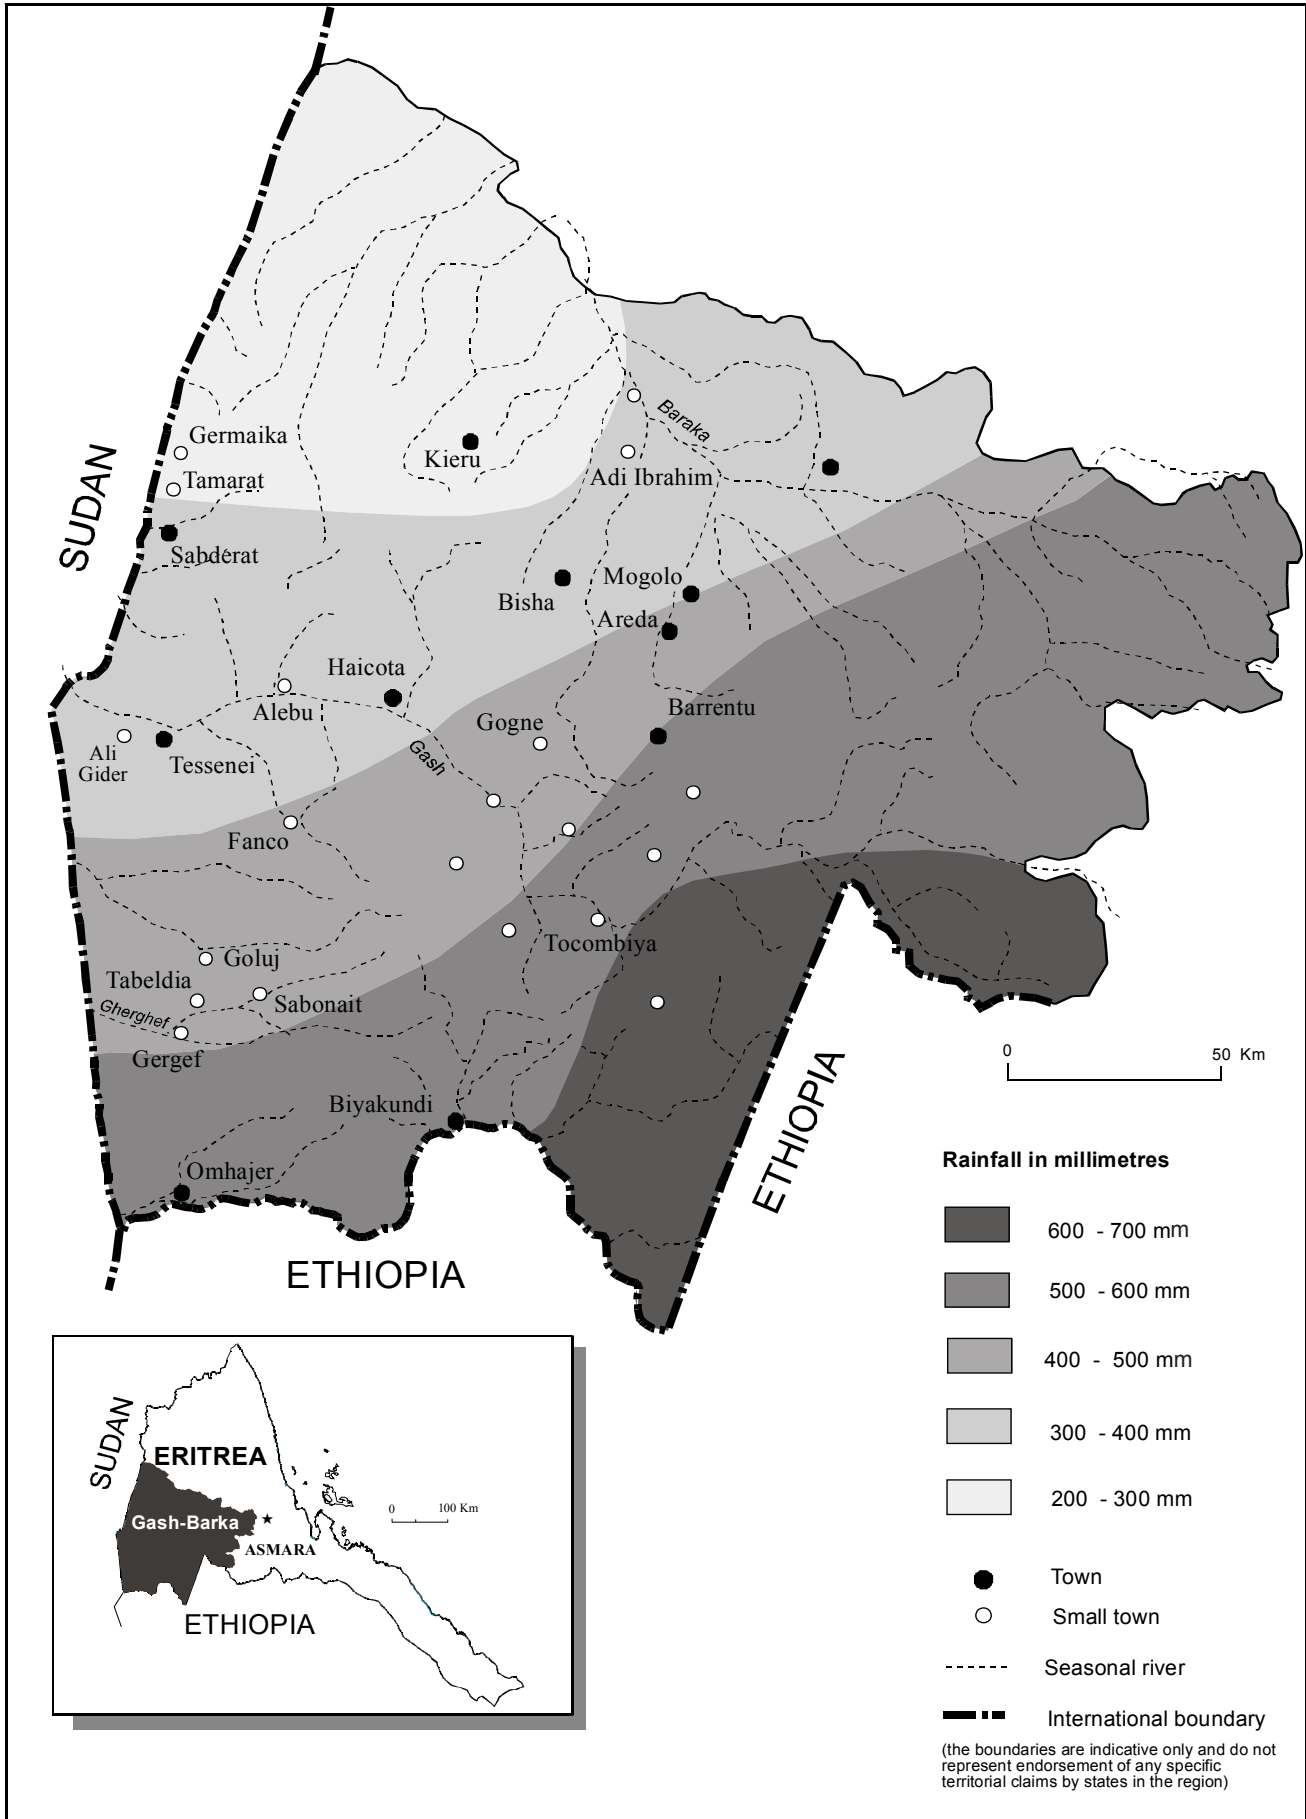 Germaika
Kieru
Baraka
Tamarat
Adi Ibrahim
SUDAN
Sabderat
Mogolo
Bisha
Areda
Haicota
Barrentu
Alebu
Gogne
Gash
Ali
Gider
Tessenei
Fanco
Tocombiya
Goluj
Tabeldia
Sabonait
Gherghef
Gergef
0 50 Km
Biyakundi
ETHIOPIA
Omhajer
ETHIOPIA
Rainfall in millimetres
600 - 700 mm
500 - 600 mm
400 - 500 mm
300 - 400 mm
200 - 300 mm
Town
Small town
Seasonal river
International boundary
(the boundaries are indicative only and do not
represent endorsement of any specific
territorial claims by states in the region)
SUDAN
ERITREA
0 100 Km
Gash-Barka
ASMARA
ETHIOPIA